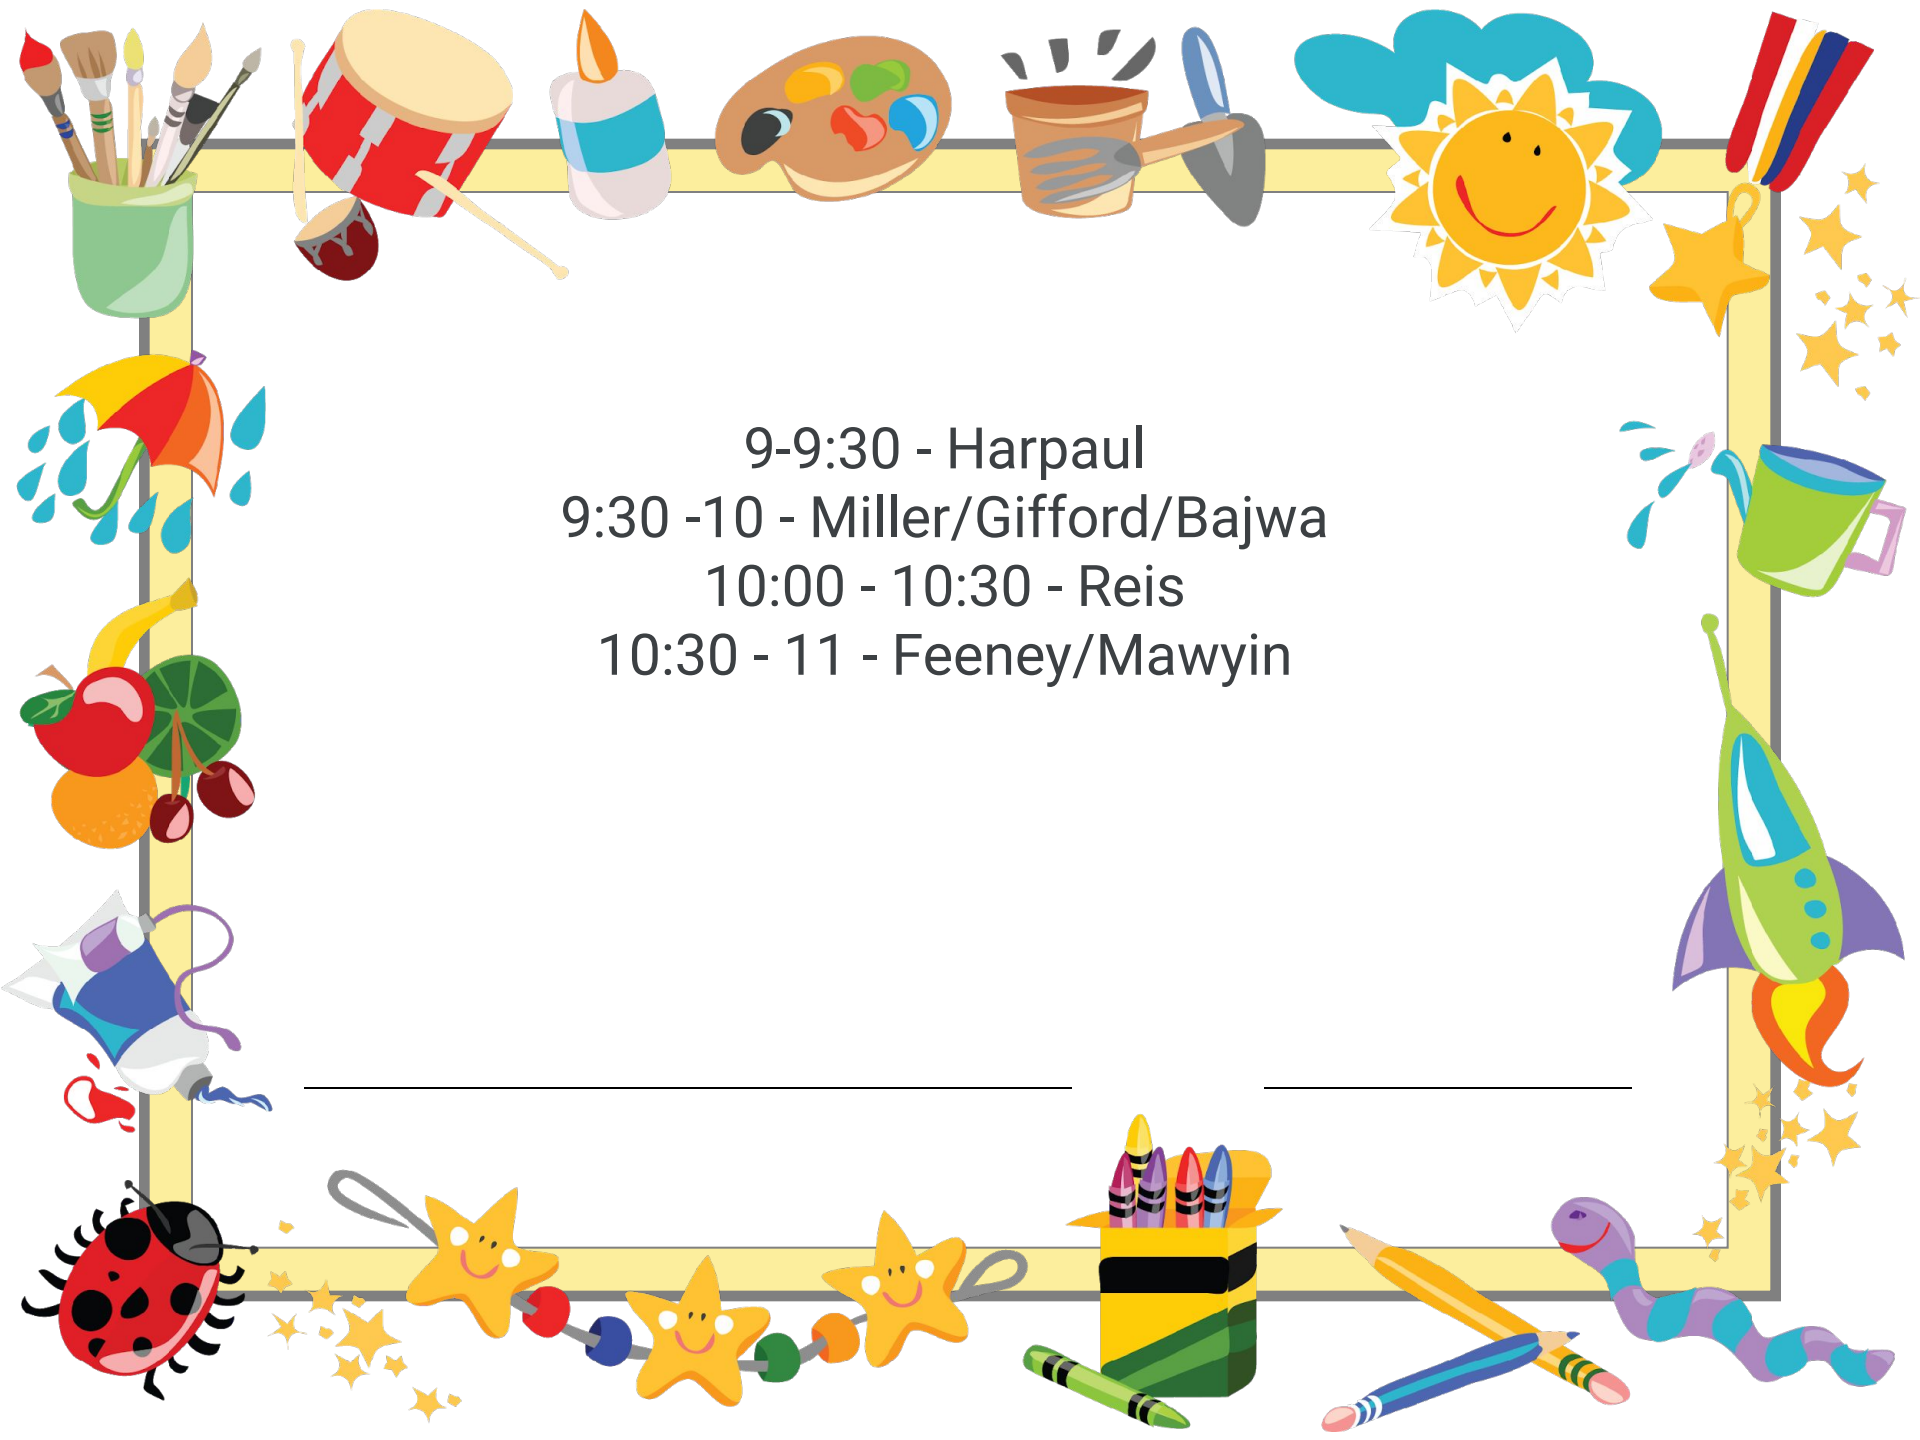 9-9:30 - Harpaul
9:30 -10 - Miller/Gifford/Bajwa
10:00 - 10:30 - Reis
10:30 - 11 - Feeney/Mawyin